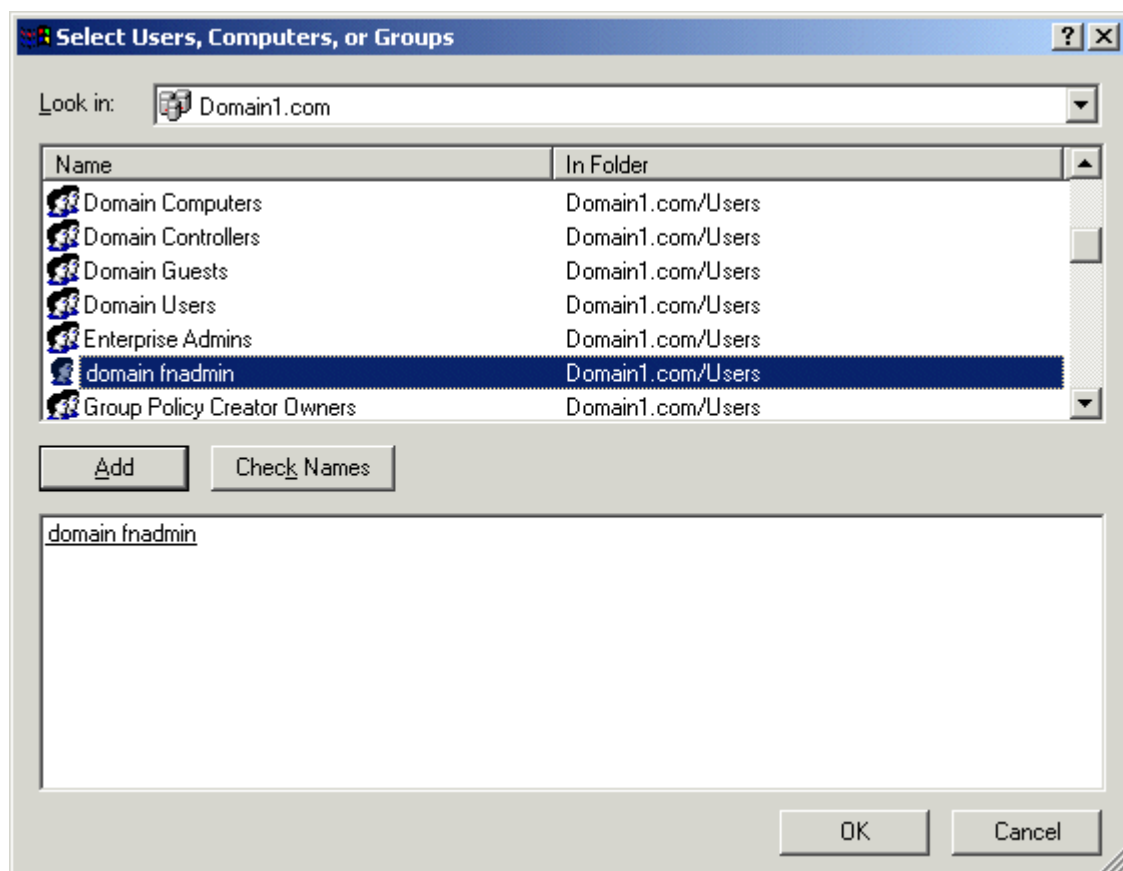 Select Users, Computers, or Groups
Look in: Domain1.com
Name In Folder
Domain Computers Domain1.com/Users
Domain Controllers Domain1.com/Users
Domain Guests Domain1.com/Users
Domain Users Domain1.com/Users
Enterprise Admins Domain1.com/Users
domain fnadmin Domain1.com/Users
Group Policy Creator Owners Domain1.com/Users
Add Check Names
domain fnadmin
OK Cancel